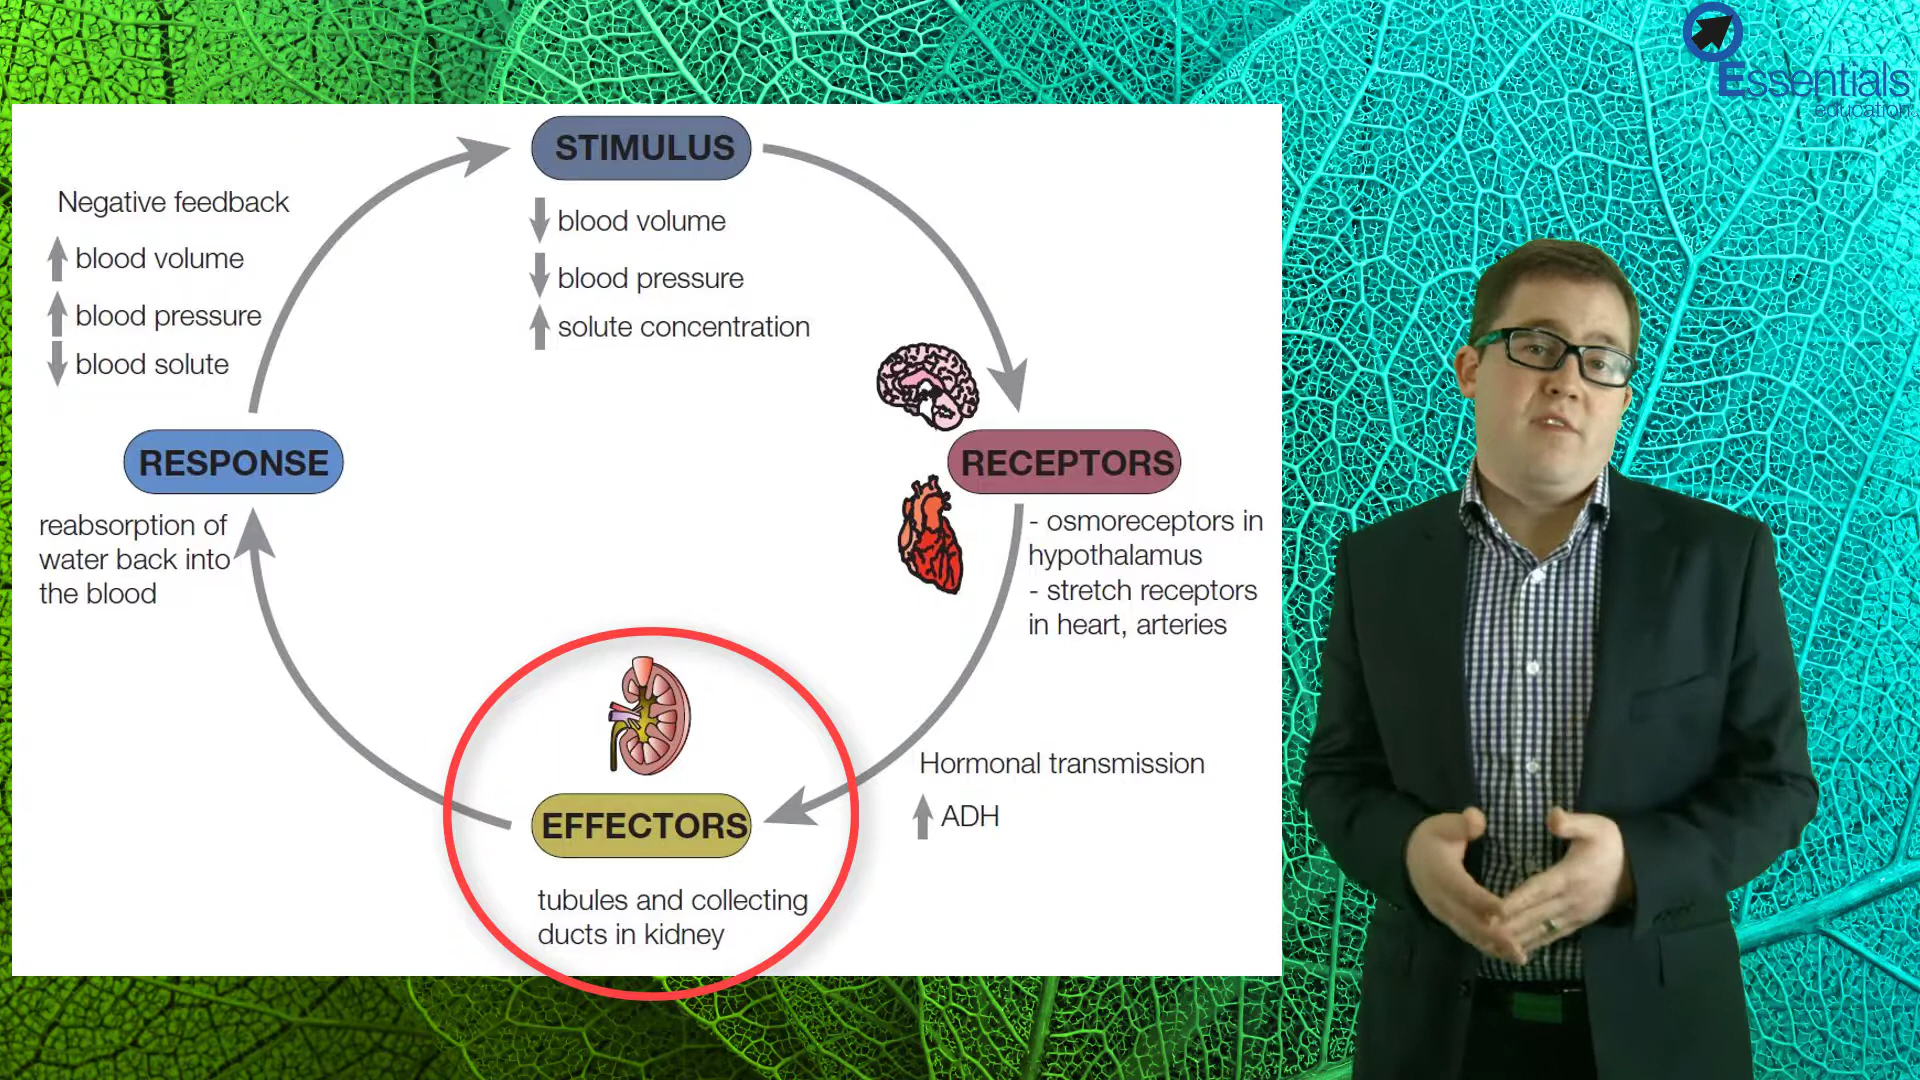 Essentials
education
STIMULUS
blood volume
blood pressure
solute concentration
Negative feedback
blood volume
blood pressure
blood solute
RECEPTORS
- osmoreceptors in
hypothalamus
- stretch receptors
in heart, arteries
RESPONSE
reabsorption of
water back into
the blood
Hormonal transmission
ADH
EFFECTORS
tubules and collecting
ducts in kidney